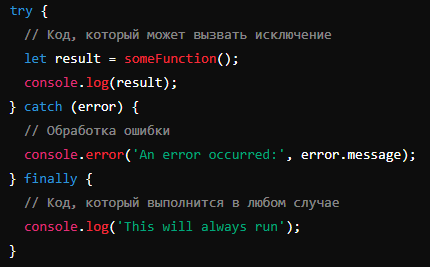 try {
  // Код, который может вызвать исключение
  let result = someFunction();
  console.log(result);
} catch (error) {
  // Обработка ошибки
  console.error('An error occurred:', error.message);
} finally {
  // Код, который выполнится в любом случае
  console.log('This will always run');
}